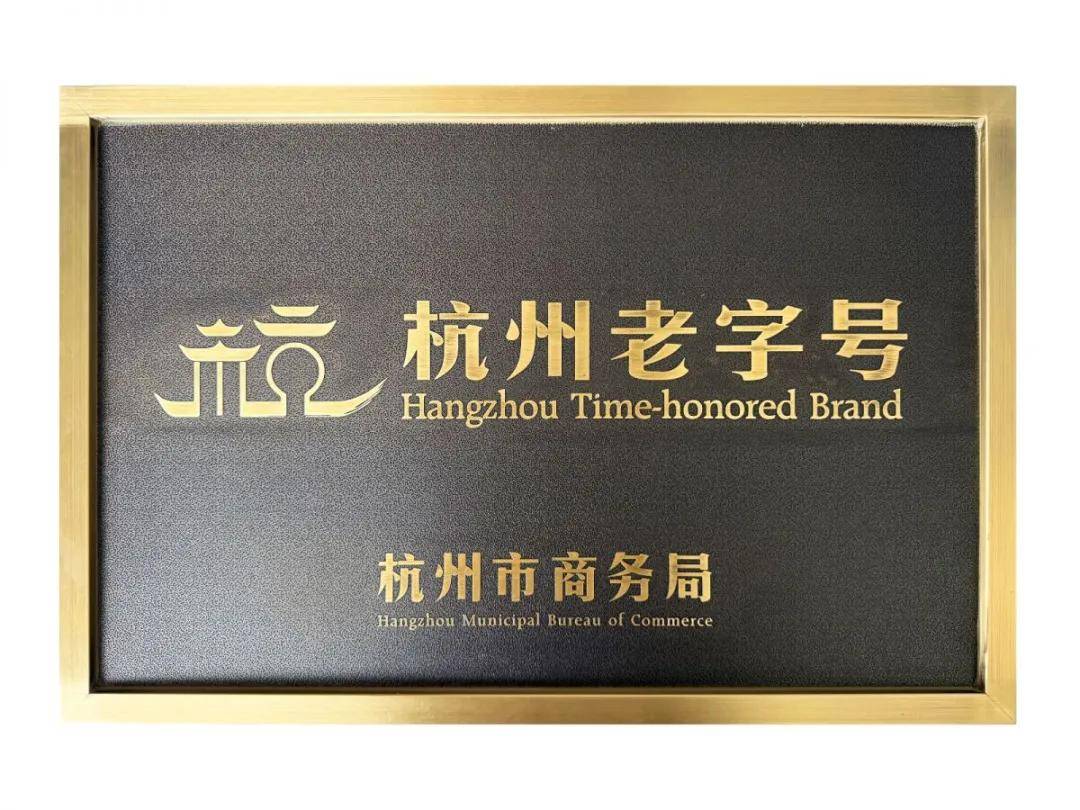 杭州老字号
Hangzhou Time-honored Brand
杭州市商务局
Hangzhou Municipal Bureau of Commerce